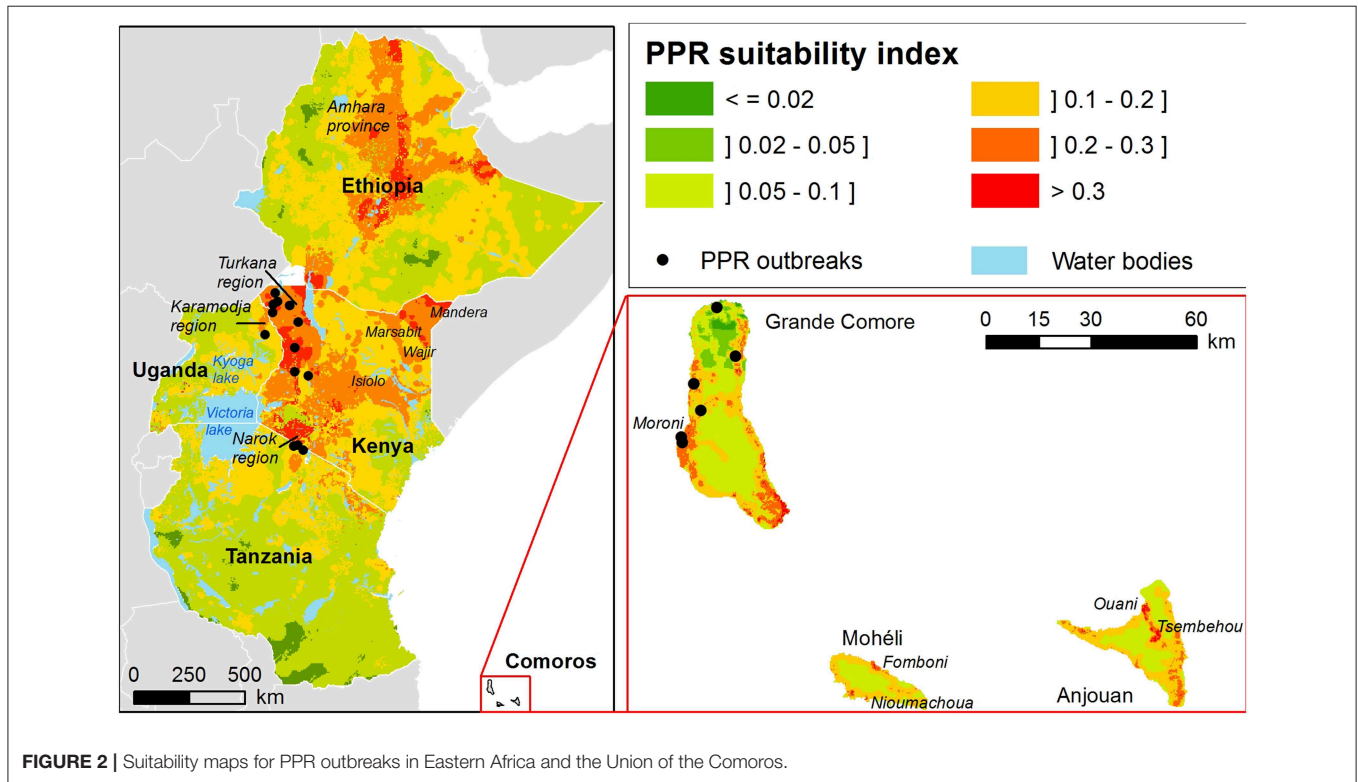 Amhara
province
Ethiopia
Turkana
region
Karamodja
region
Mandera
Marsabit
Wajir
Uganda
Kyoga
lake
Isiolo
Victoria
lake
Narok
region
Kenya
Tanzania
Comoros
0 250 500
km
PPR suitability index
< = 0.02
] 0.02 - 0.05 ]
] 0.05 - 0.1 ]
] 0.1 - 0.2 ]
] 0.2 - 0.3 ]
> 0.3
PPR outbreaks
Water bodies
Grande Comore
0 15 30 60
km
Moroni
Mohéli
Fomboni
Nioumachoua
Ouani
Tsembehou
Anjouan
FIGURE 2 | Suitability maps for PPR outbreaks in Eastern Africa and the Union of the Comoros.